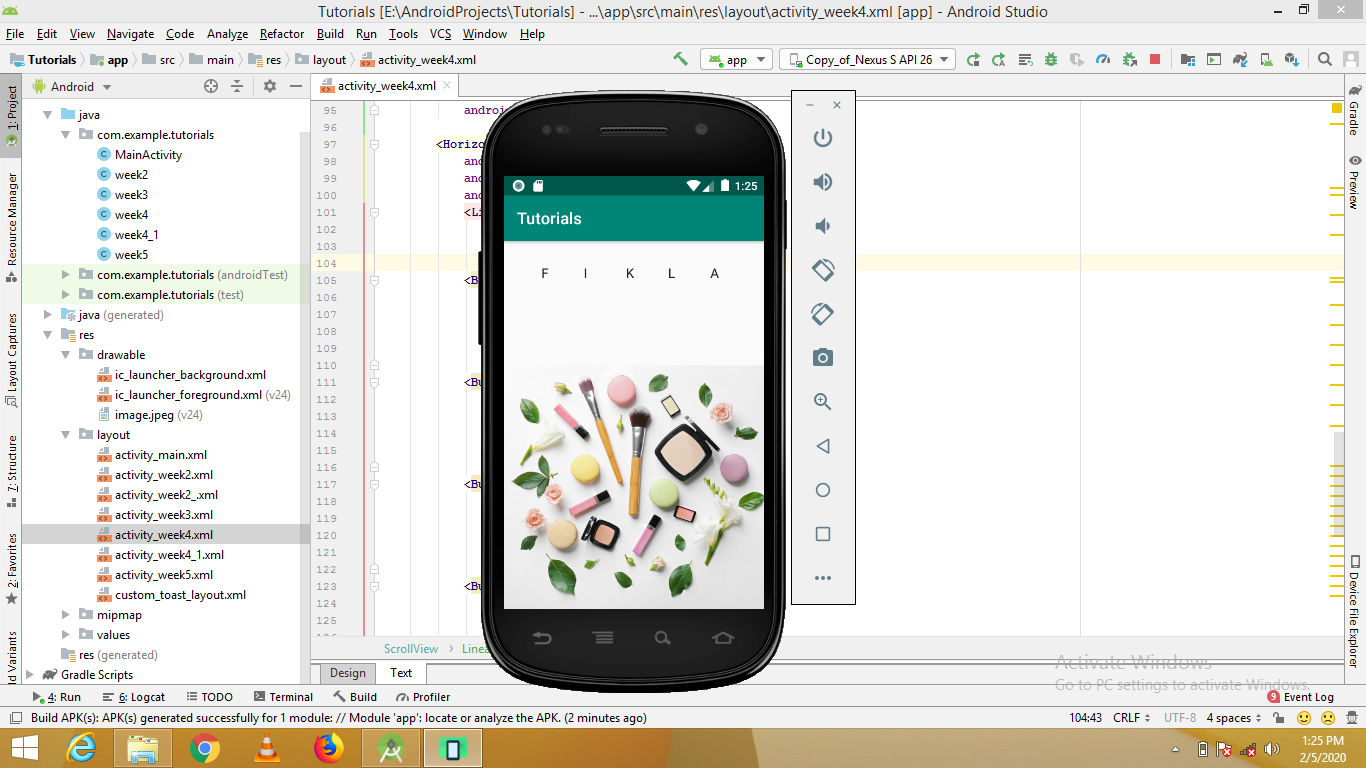 Tutorials [E:\AndroidProjects\Tutorials] - ...\app\src\main\res\layout\activity_week4.xml [app] - Android Studio
File Edit View Navigate Code Analyze Refactor Build Run Tools VCS Window Help
Tutorials app src main res layout activity_week4.xml app Copy_of_Nexus S API 26
Android activity_week4.xml
1: Project
Resource Manager
Layout Captures
7: Structure
2: Favorites
ld Variants
java
com.example.tutorials
MainActivity
week2
week3
week4
week4_1
week5
com.example.tutorials (androidTest)
com.example.tutorials (test)
java (generated)
res
drawable
ic_launcher_background.xml
ic_launcher_foreground.xml (v24)
image.jpeg (v24)
layout
activity_main.xml
activity_week2.xml
activity_week2_.xml
activity_week3.xml
activity_week4.xml
activity_week4_1.xml
activity_week5.xml
custom_toast_layout.xml
mipmap
values
res (generated)
Gradle Scripts
95 androi
96
97 <Horizo
98 an
99 an
100 an
101 <Li
102
103
104
105 <B
106
107
108
109
110
111 <Bu
112
113
114
115
116
117 <Bu
118
119
120
121
122
123 <Bu
124
125
1:25
Tutorials
F I K L A
Gradle
Preview
Device File Explorer
ScrollView Linea
Design Text
Activate Windows
Go to PC settings to activate Windows.
4: Run 6: Logcat TODO Terminal Build Profiler 9 Event Log
Build APK(s): APK(s) generated successfully for 1 module: // Module 'app': locate or analyze the APK. (2 minutes ago) 104:43 CRLF UTF-8 4 spaces
1:25 PM
2/5/2020